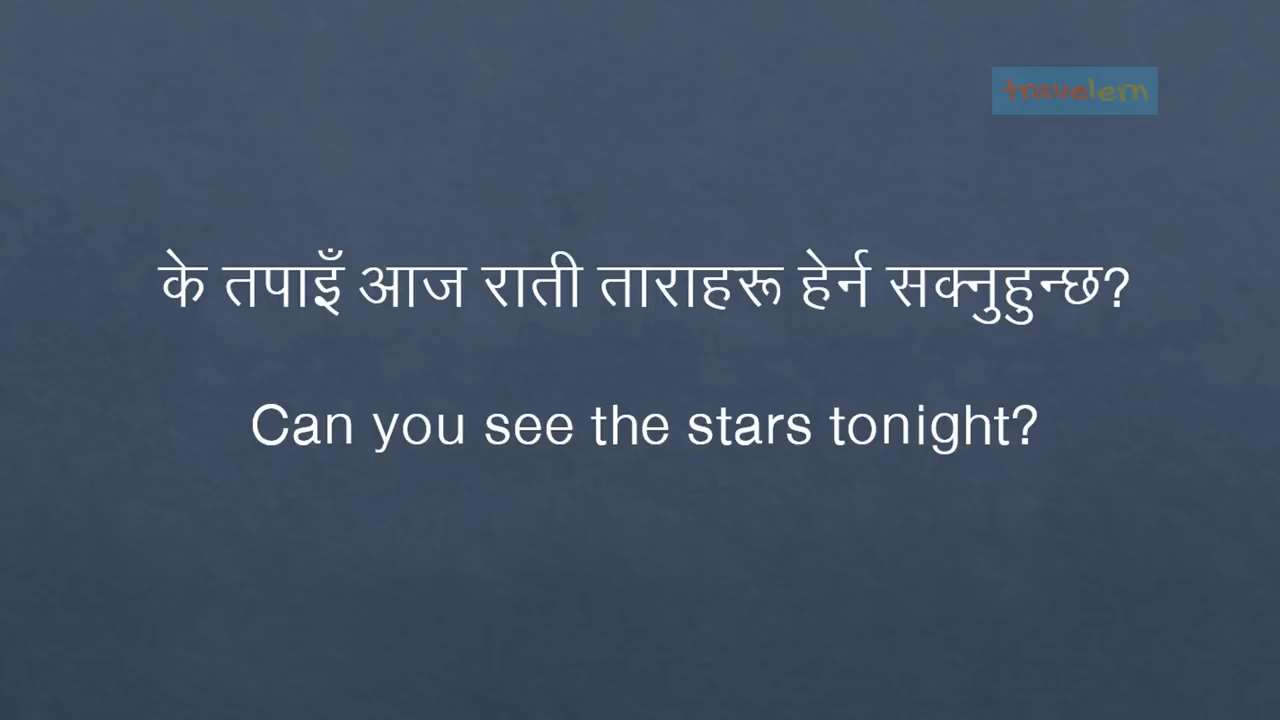 travelem
के तपाइँ आज राती ताराहरू हेर्न सक्नुहुन्छ?
Can you see the stars tonight?